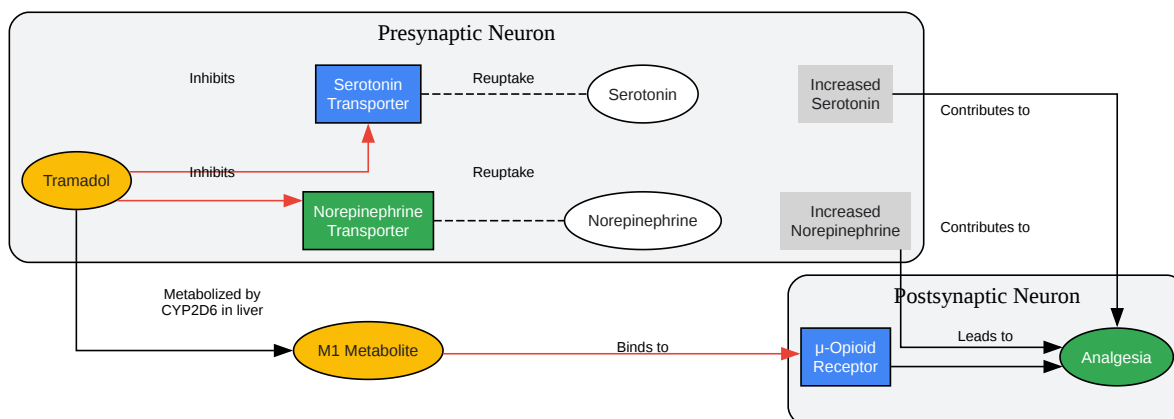 Presynaptic Neuron
Inhibits
Serotonin
Transporter
Reuptake
Serotonin
Increased
Serotonin
Contributes to
Tramadol
Inhibits
Norepinephrine
Transporter
Reuptake
Norepinephrine
Increased
Norepinephrine
Contributes to
Metabolized by
CYP2D6 in liver
M1 Metabolite
Binds to
Postsynaptic Neuron
μ-Opioid
Receptor
Leads to
Analgesia